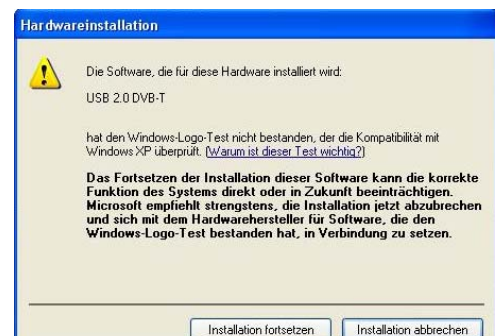 Hardwareinstallation
Die Software, die für diese Hardware installiert wird:
USB 2.0 DVB-T
hat den Windows-Logo-Test nicht bestanden, der die Kompatibilität mit
Windows XP überprüft. (Warum ist dieser Test wichtig?)
Das Fortsetzen der Installation dieser Software kann die korrekte
Funktion des Systems direkt oder in Zukunft beeinträchtigen.
Microsoft empfiehlt strengstens, die Installation jetzt abzubrechen
und sich mit dem Hardwarehersteller für Software, die den
Windows-Logo-Test bestanden hat, in Verbindung zu setzen.
Installation fortsetzen
Installation abbrechen